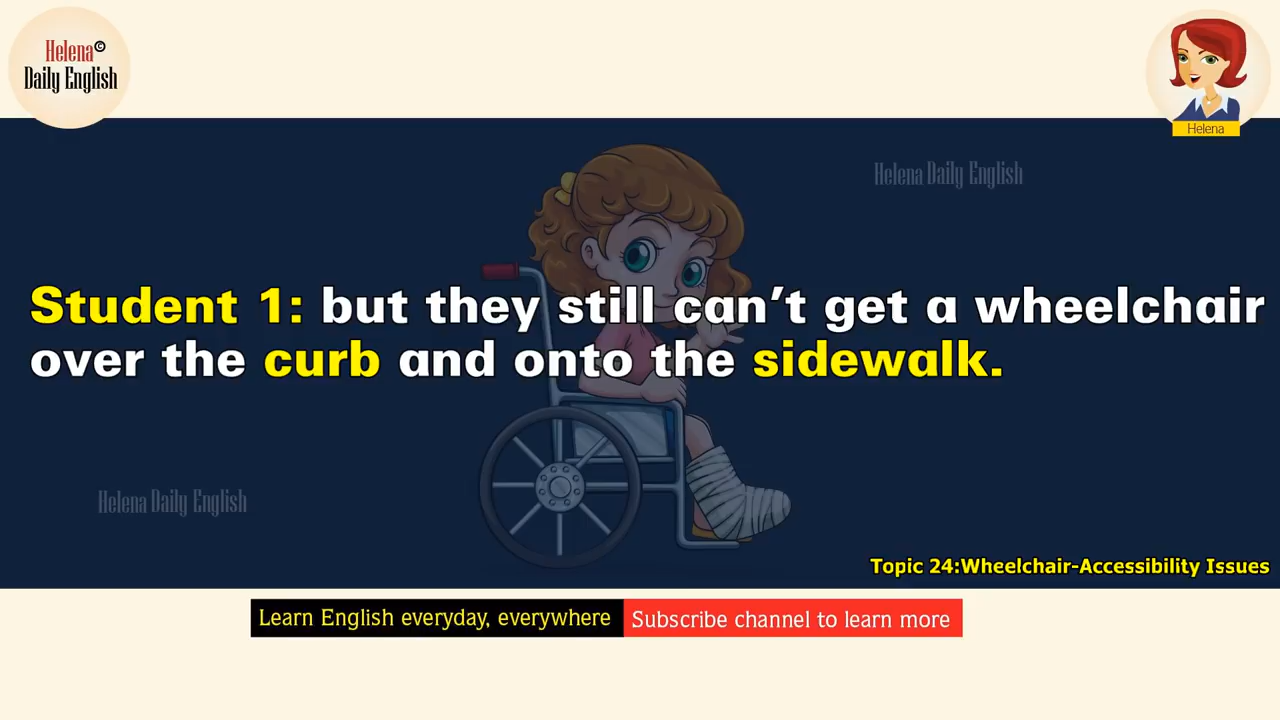 Helena©
Daily English
Helena
Helena Daily English
Student 1: but they still can't get a wheelchair
over the curb and onto the sidewalk.
Helena Daily English
Topic 24:Wheelchair-Accessibility Issues
Learn English everyday, everywhere
Subscribe channel to learn more